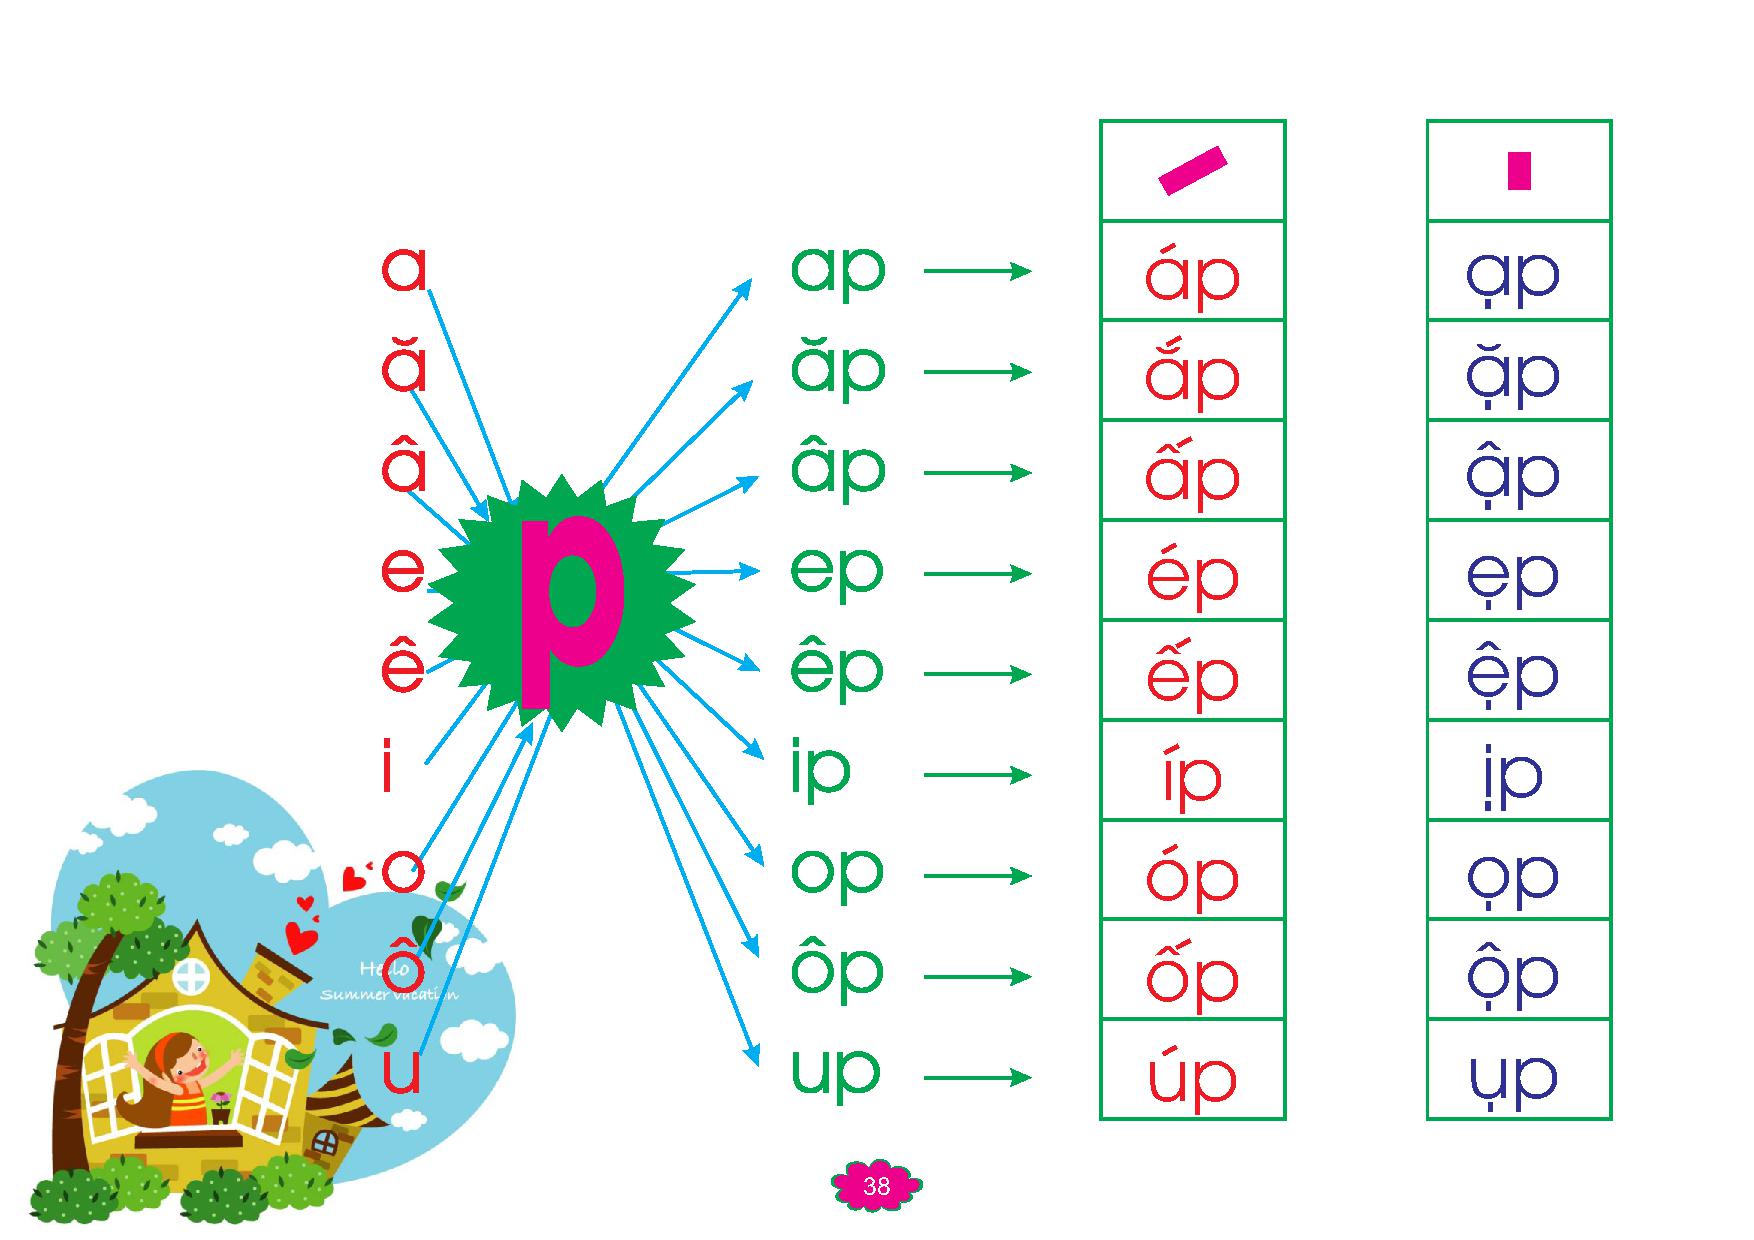 p
a ap áp ạp
ă ăp ắp ặp
â âp ấp ập
e ep ép ẹp
ê êp ếp ệp
i ip íp ịp
o op óp ọp
ô ôp ốp ộp
u up úp ụp
Hello
Summer vacation
38